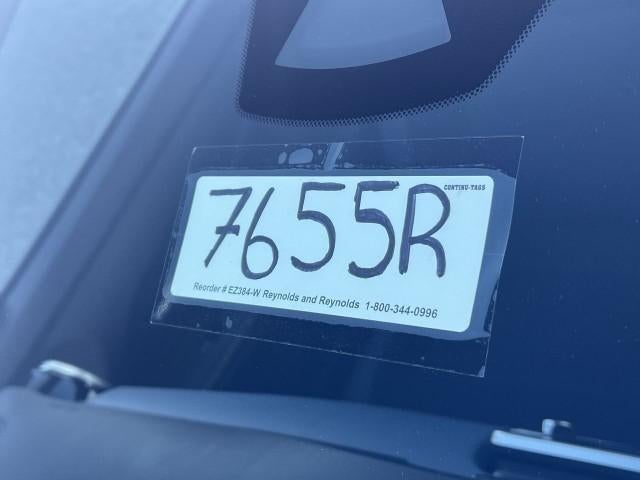 CONTINU-TAGS
7655R
Reorder # EZ384-W Reynolds and Reynolds 1-800-344-0996